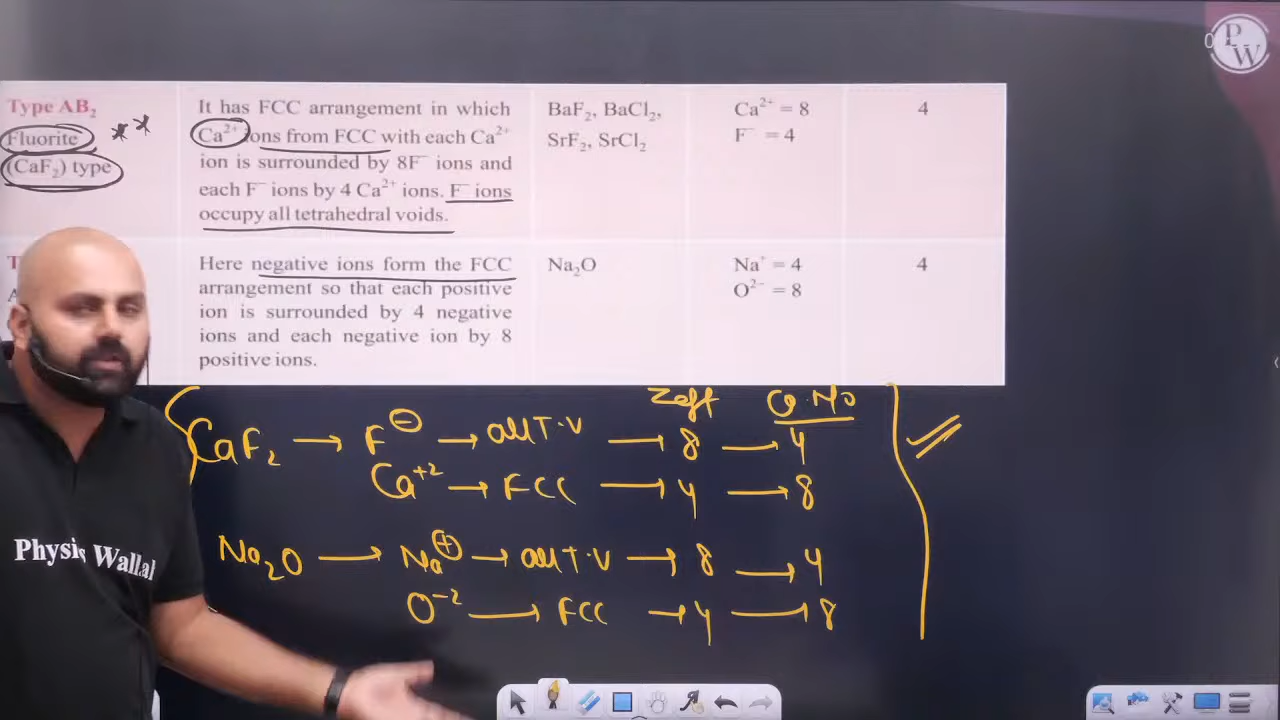 PW
Type AB₂
Fluorite **
(CaF₂) type
It has FCC arrangement in which
Ca²⁺ ions from FCC with each Ca²⁺
ion is surrounded by 8F⁻ ions and
each F⁻ ions by 4 Ca²⁺ ions. F⁻ ions
occupy all tetrahedral voids.
BaF₂, BaCl₂,
SrF₂, SrCl₂
Ca²⁺ = 8
F⁻ = 4
4
T
A
Here negative ions form the FCC
arrangement so that each positive
ion is surrounded by 4 negative
ions and each negative ion by 8
positive ions.
Na₂O
Na⁺ = 4
O²⁻ = 8
4
Zeff C.No
CaF₂ → F⊖ → all T.V → 8 → 4
Ca⁺² → FCC → 4 → 8
Na₂O → Na⊕ → all T.V → 8 → 4
O⁻² → FCC → 4 → 8
Physics Wallah